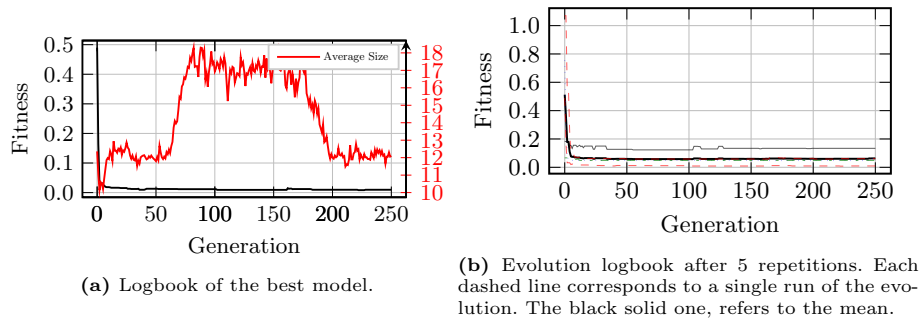 0.5
0.4
0.3
0.2
0.1
0.0
Fitness
Average Size
18
17
16
15
14
13
12
11
10
0 50 100 150 200 250
Generation
(a) Logbook of the best model.
1.0
0.8
0.6
0.4
0.2
0.0
Fitness
0 50 100 150 200 250
Generation
(b) Evolution logbook after 5 repetitions. Each
dashed line corresponds to a single run of the evo-
lution. The black solid one, refers to the mean.